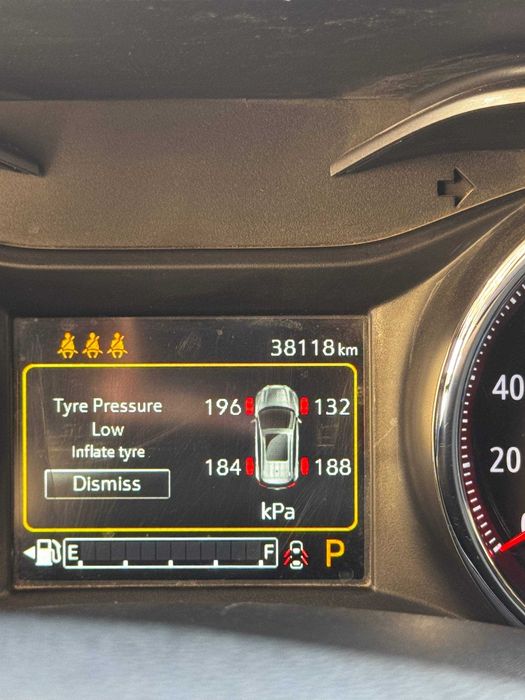 38118 km
Tyre Pressure
Low
Inflate tyre
Dismiss
196 132
184 188
kPa
E F P
40
20